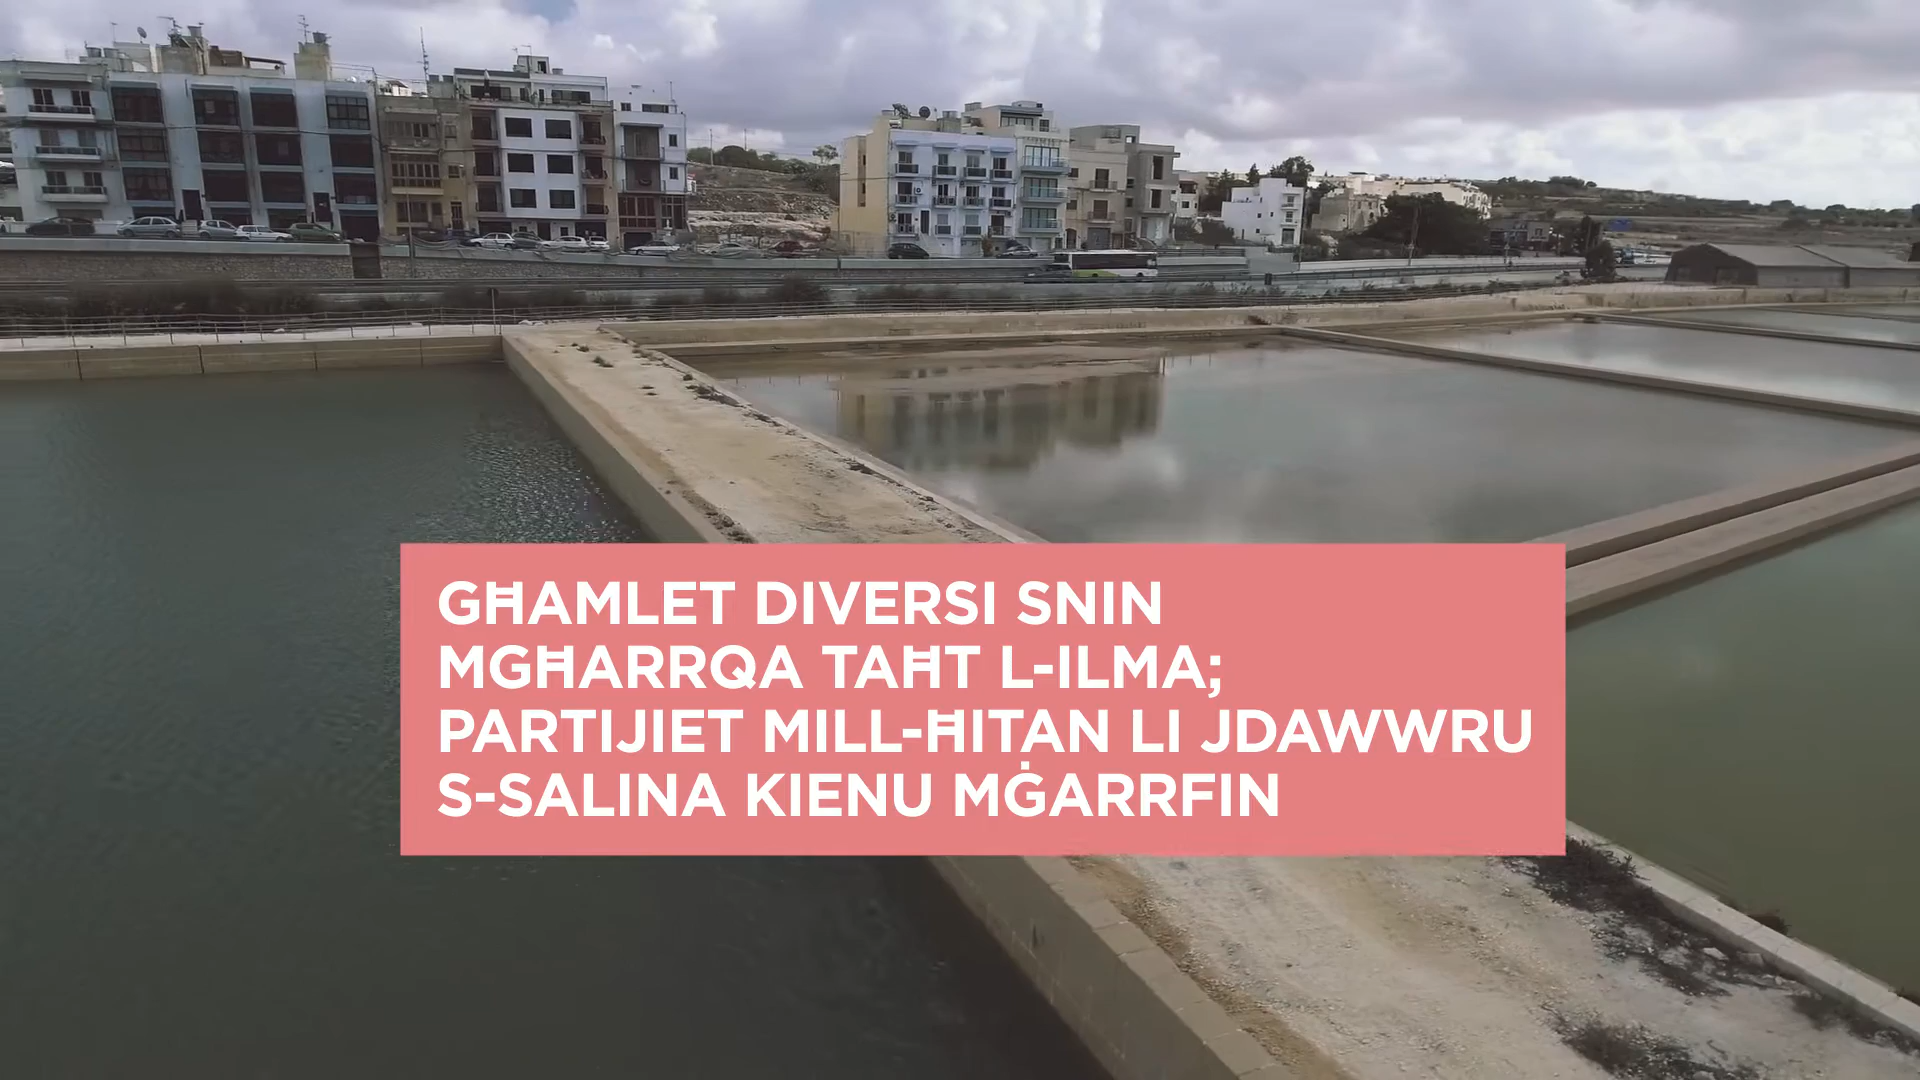 GĦAMLET DIVERSI SNIN
MGĦARRQA TAĦT L-ILMA;
PARTIJIET MILL-ĦITAN LI JDAWWRU
S-SALINA KIENU MĠARRFIN